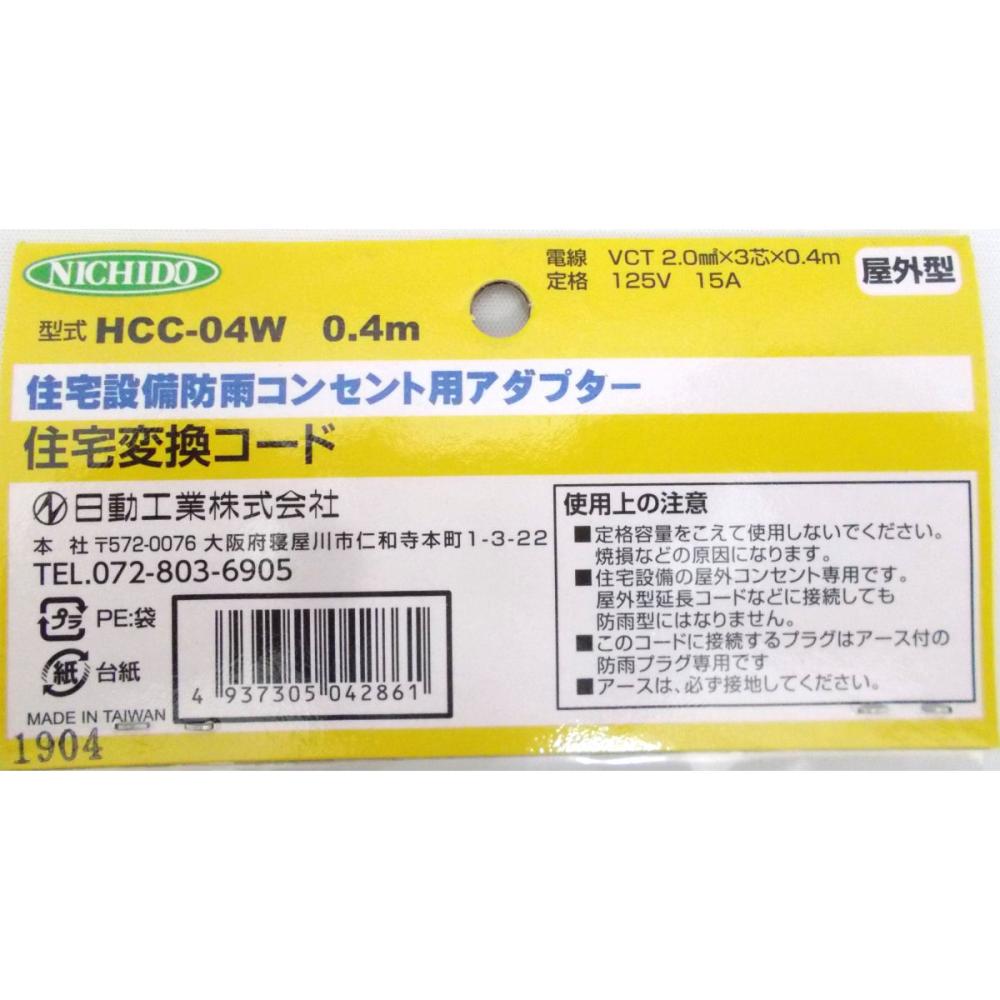 NICHIDO
電線 VCT 2.0㎟×3芯×0.4m
定格 125V 15A
屋外型
型式 HCC-04W 0.4m
住宅設備防雨コンセント用アダプター
住宅変換コード
日動工業株式会社
本 社 〒572-0076 大阪府寝屋川市仁和寺本町1-3-22
TEL.072-803-6905
プラ PE:袋
紙 台紙
4 937305 042861
MADE IN TAIWAN
1904
使用上の注意
■定格容量をこえて使用しないでください。
焼損などの原因になります。
■住宅設備の屋外コンセント専用です。
屋外型延長コードなどに接続しても
防雨型にはなりません。
■このコードに接続するプラグはアース付の
防雨プラグ専用です
■アースは、必ず接地してください。